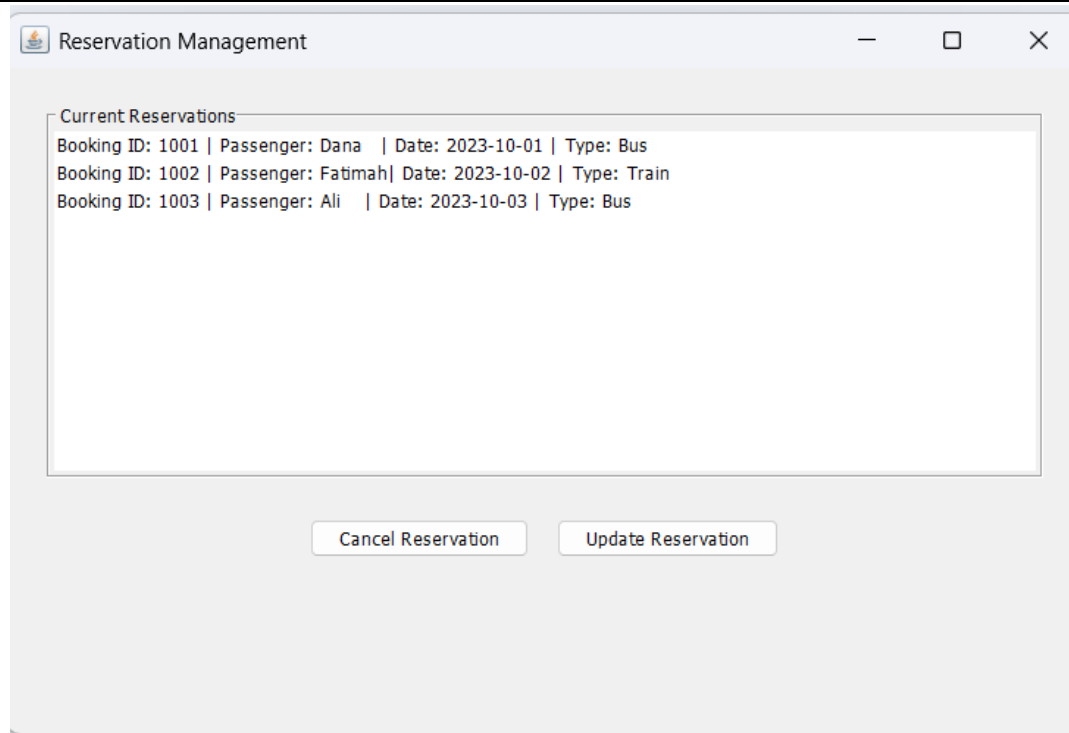 Reservation Management
Current Reservations
Booking ID: 1001 | Passenger: Dana   | Date: 2023-10-01 | Type: Bus
Booking ID: 1002 | Passenger: Fatimah| Date: 2023-10-02 | Type: Train
Booking ID: 1003 | Passenger: Ali    | Date: 2023-10-03 | Type: Bus
Cancel Reservation
Update Reservation